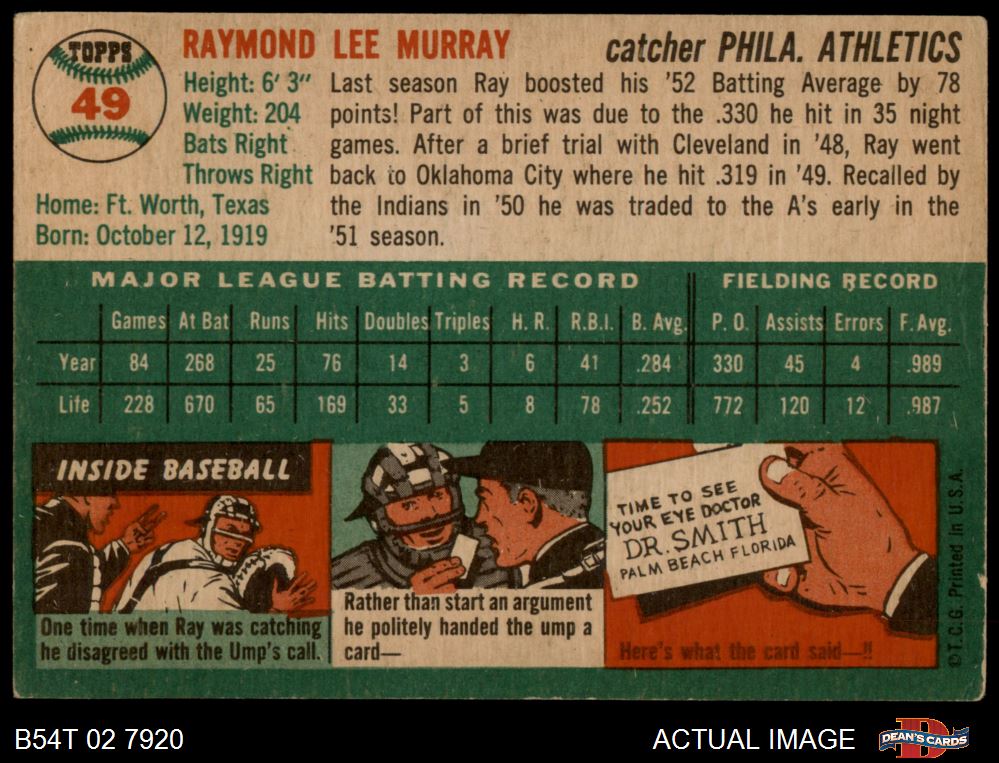 TOPPS
49
RAYMOND LEE MURRAY
catcher PHILA. ATHLETICS
Height: 6' 3"
Weight: 204
Bats Right
Throws Right
Home: Ft. Worth, Texas
Born: October 12, 1919
Last season Ray boosted his '52 Batting Average by 78
points! Part of this was due to the .330 he hit in 35 night
games. After a brief trial with Cleveland in '48, Ray went
back to Oklahoma City where he hit .319 in '49. Recalled by
the Indians in '50 he was traded to the A's early in the
'51 season.
MAJOR LEAGUE BATTING RECORD FIELDING RECORD
Games At Bat Runs Hits Doubles Triples H. R. R.B.I. B. Avg. P. O. Assists Errors F. Avg.
Year 84 268 25 76 14 3 6 41 .284 330 45 4 .989
Life 228 670 65 169 33 5 8 78 .252 772 120 12 .987
INSIDE BASEBALL
One time when Ray was catching
he disagreed with the Ump's call.
Rather than start an argument
he politely handed the ump a
card—
TIME TO SEE
YOUR EYE DOCTOR
DR. SMITH
PALM BEACH FLORIDA
Here's what the card said—!!
© T.C.G. Printed in U.S.A.
B54T 02 7920
ACTUAL IMAGE
DEAN'S CARDS